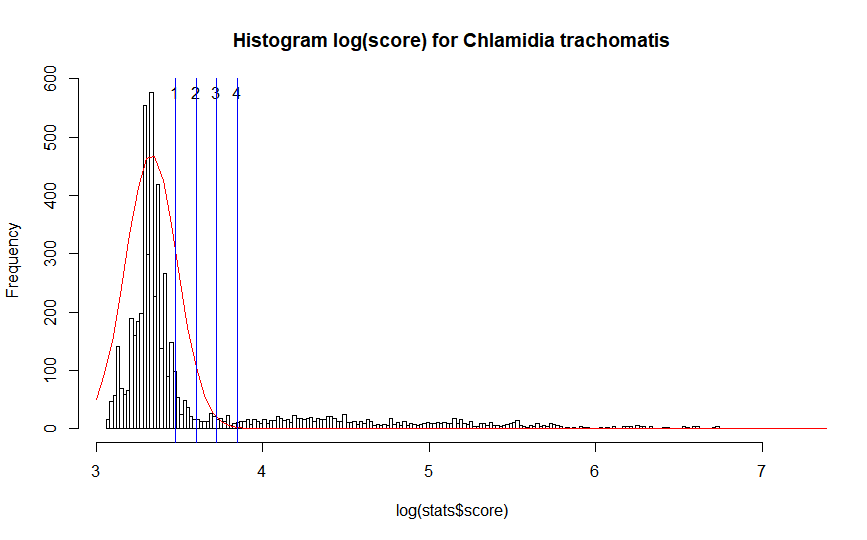 Histogram log(score) for Chlamidia trachomatis
Frequency
600
500
400
300
200
100
0
1 2 3 4
3 4 5 6 7
log(stats$score)